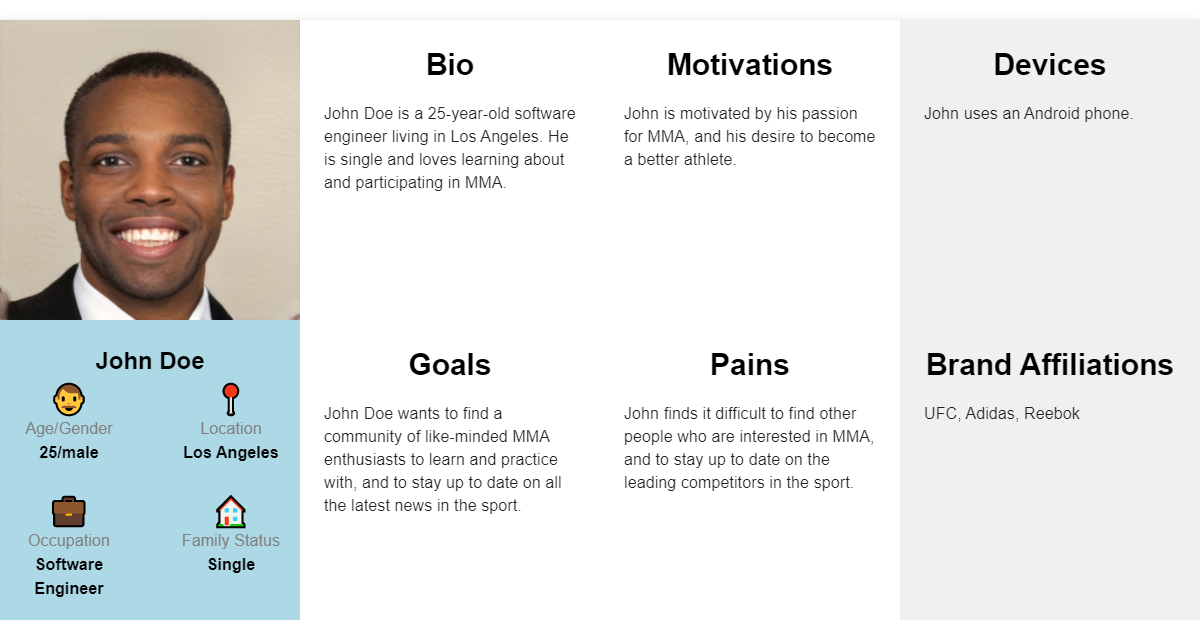 Bio
John Doe is a 25-year-old software
engineer living in Los Angeles. He
is single and loves learning about
and participating in MMA.
Motivations
John is motivated by his passion
for MMA, and his desire to become
a better athlete.
Devices
John uses an Android phone.
John Doe
Age/Gender
25/male
Location
Los Angeles
Occupation
Software
Engineer
Family Status
Single
Goals
John Doe wants to find a
community of like-minded MMA
enthusiasts to learn and practice
with, and to stay up to date on all
the latest news in the sport.
Pains
John finds it difficult to find other
people who are interested in MMA,
and to stay up to date on the
leading competitors in the sport.
Brand Affiliations
UFC, Adidas, Reebok